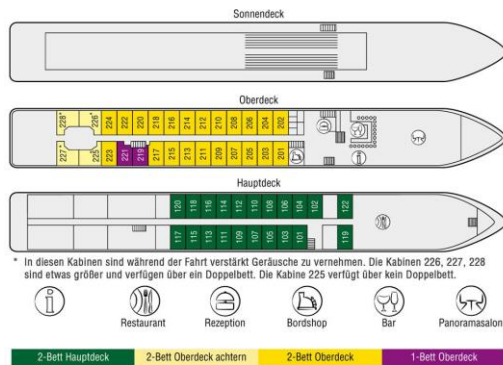 Sonnendeck
Oberdeck
228* 226* 224 222 220 218 216 214 212 210 208 206 204 202
227* 225* 223 221 219 217 215 213 211 209 207 205 203 201
Hauptdeck
120 118 116 114 112 110 108 106 104 102 122
117 115 113 111 109 107 105 103 101 119
* In diesen Kabinen sind während der Fahrt verstärkt Geräusche zu vernehmen. Die Kabinen 226, 227, 228
sind etwas größer und verfügen über ein Doppelbett. Die Kabine 225 verfügt über kein Doppelbett.
i
Restaurant Rezeption Bordshop Bar Panoramasalon
2-Bett Hauptdeck 2-Bett Oberdeck achtern 2-Bett Oberdeck 1-Bett Oberdeck